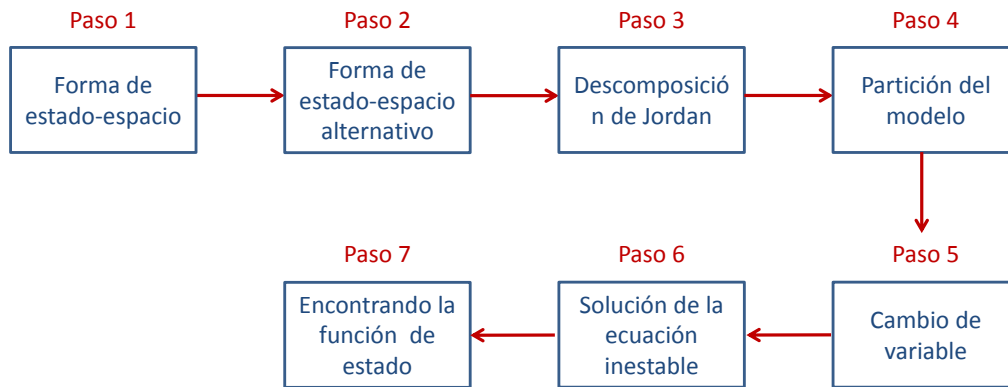 Paso 1
Forma de
estado-espacio
Paso 2
Forma de
estado-espacio
alternativo
Paso 3
Descomposició
n de Jordan
Paso 4
Partición del
modelo
Paso 5
Cambio de
variable
Paso 6
Solución de la
ecuación
inestable
Paso 7
Encontrando la
función de
estado